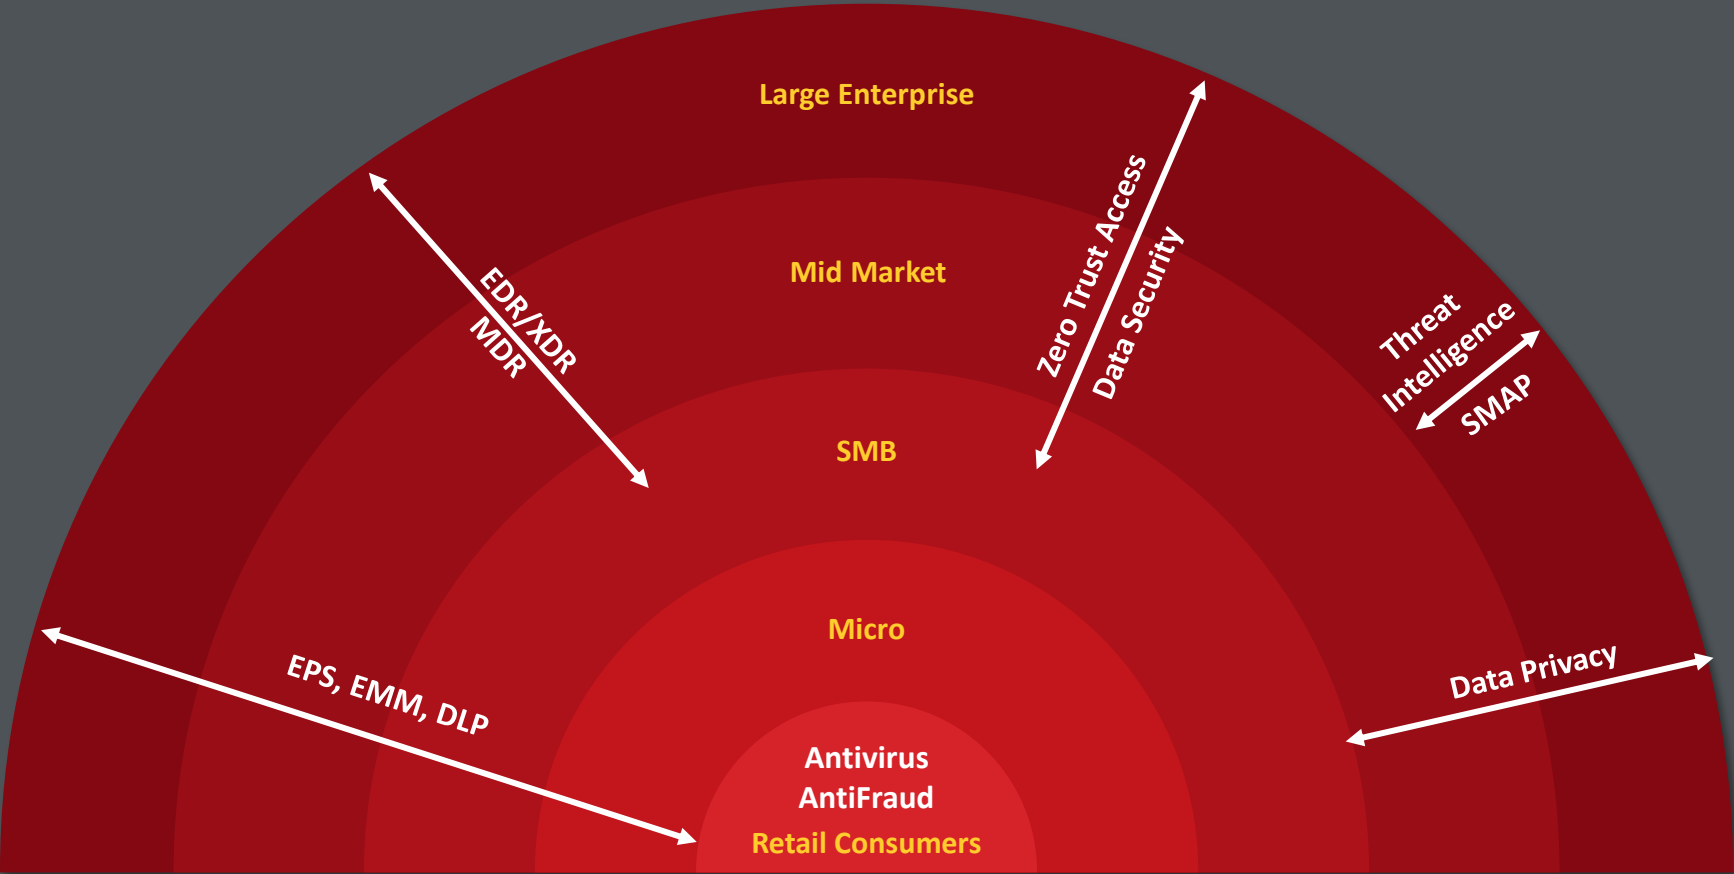 Large Enterprise
Mid Market
SMB
Micro
Antivirus
AntiFraud
Retail Consumers
EDR/XDR
MDR
EPS, EMM, DLP
Zero Trust Access
Data Security
Threat
Intelligence
SMAP
Data Privacy